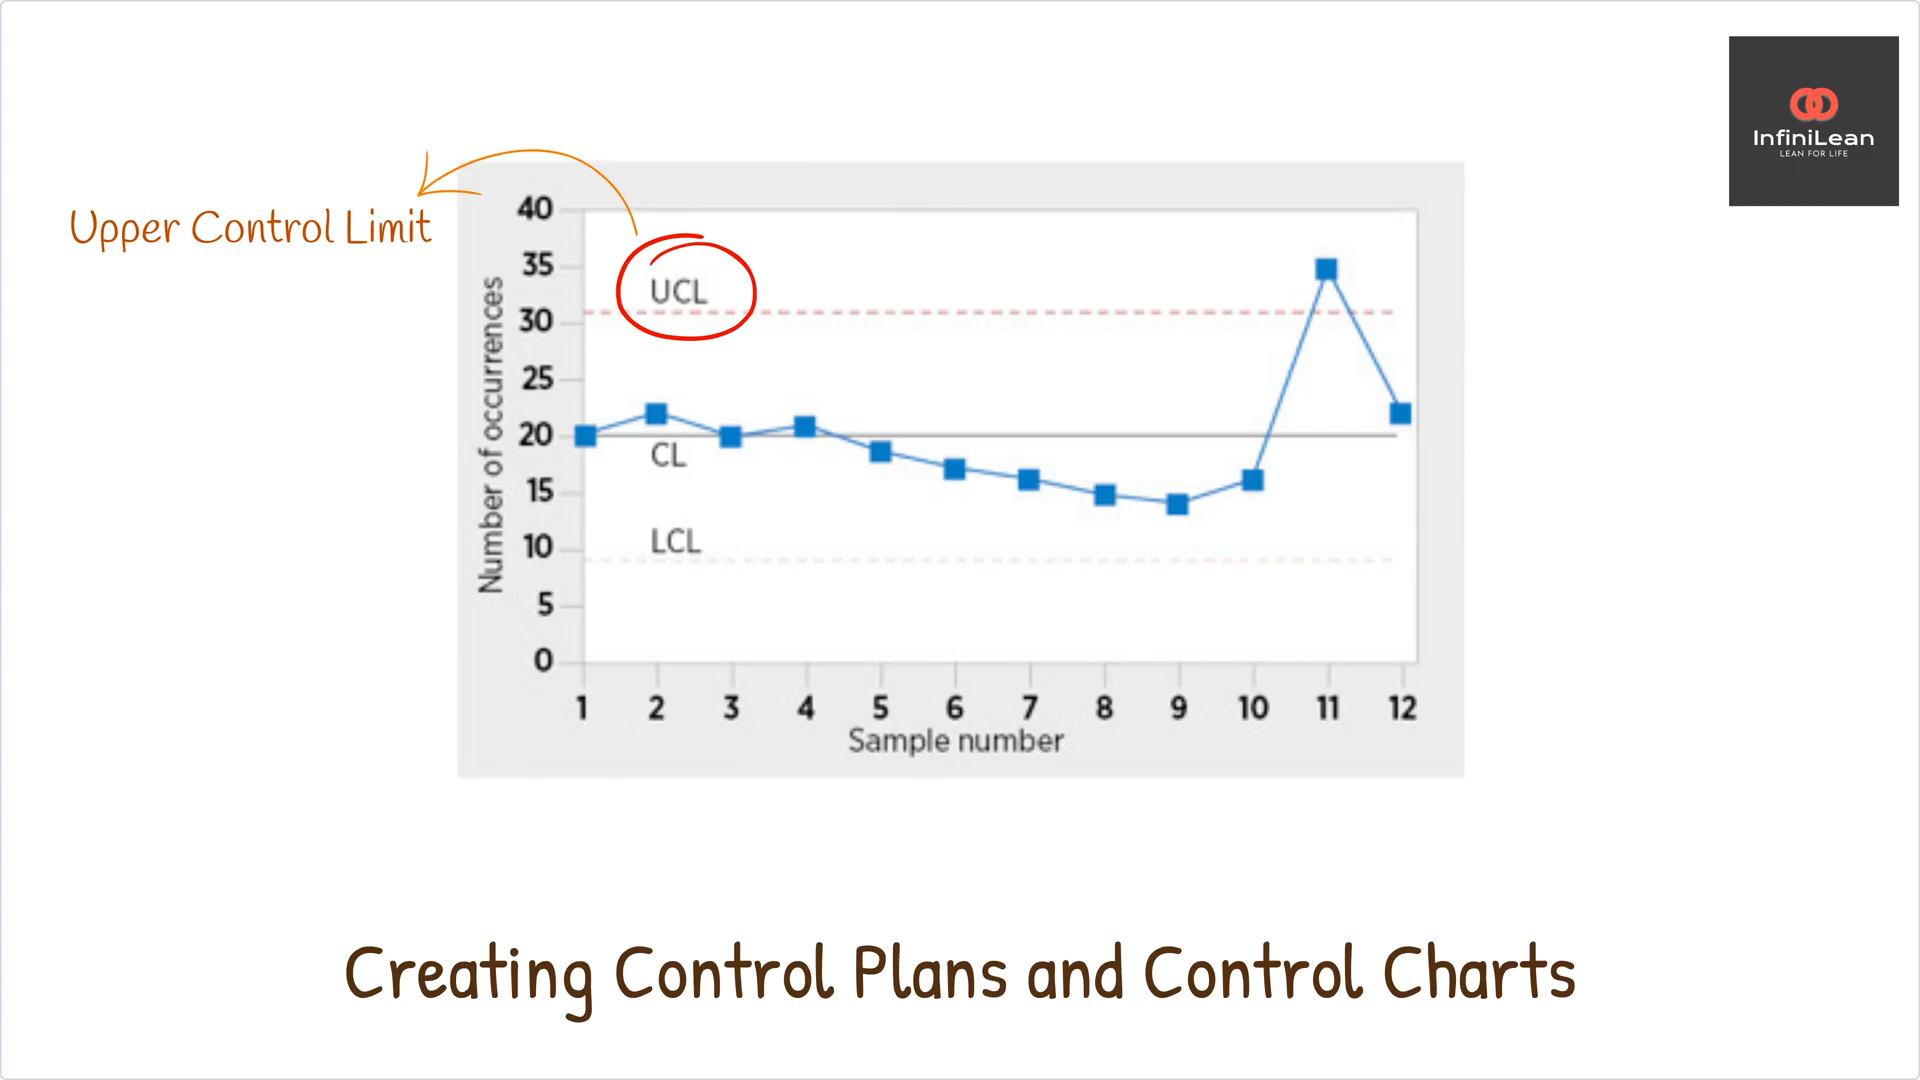 InfiniLean
LEAN FOR LIFE
Upper Control Limit
Number of occurrences
40
35
30
25
20
15
10
5
0
UCL
CL
LCL
1 2 3 4 5 6 7 8 9 10 11 12
Sample number
Creating Control Plans and Control Charts